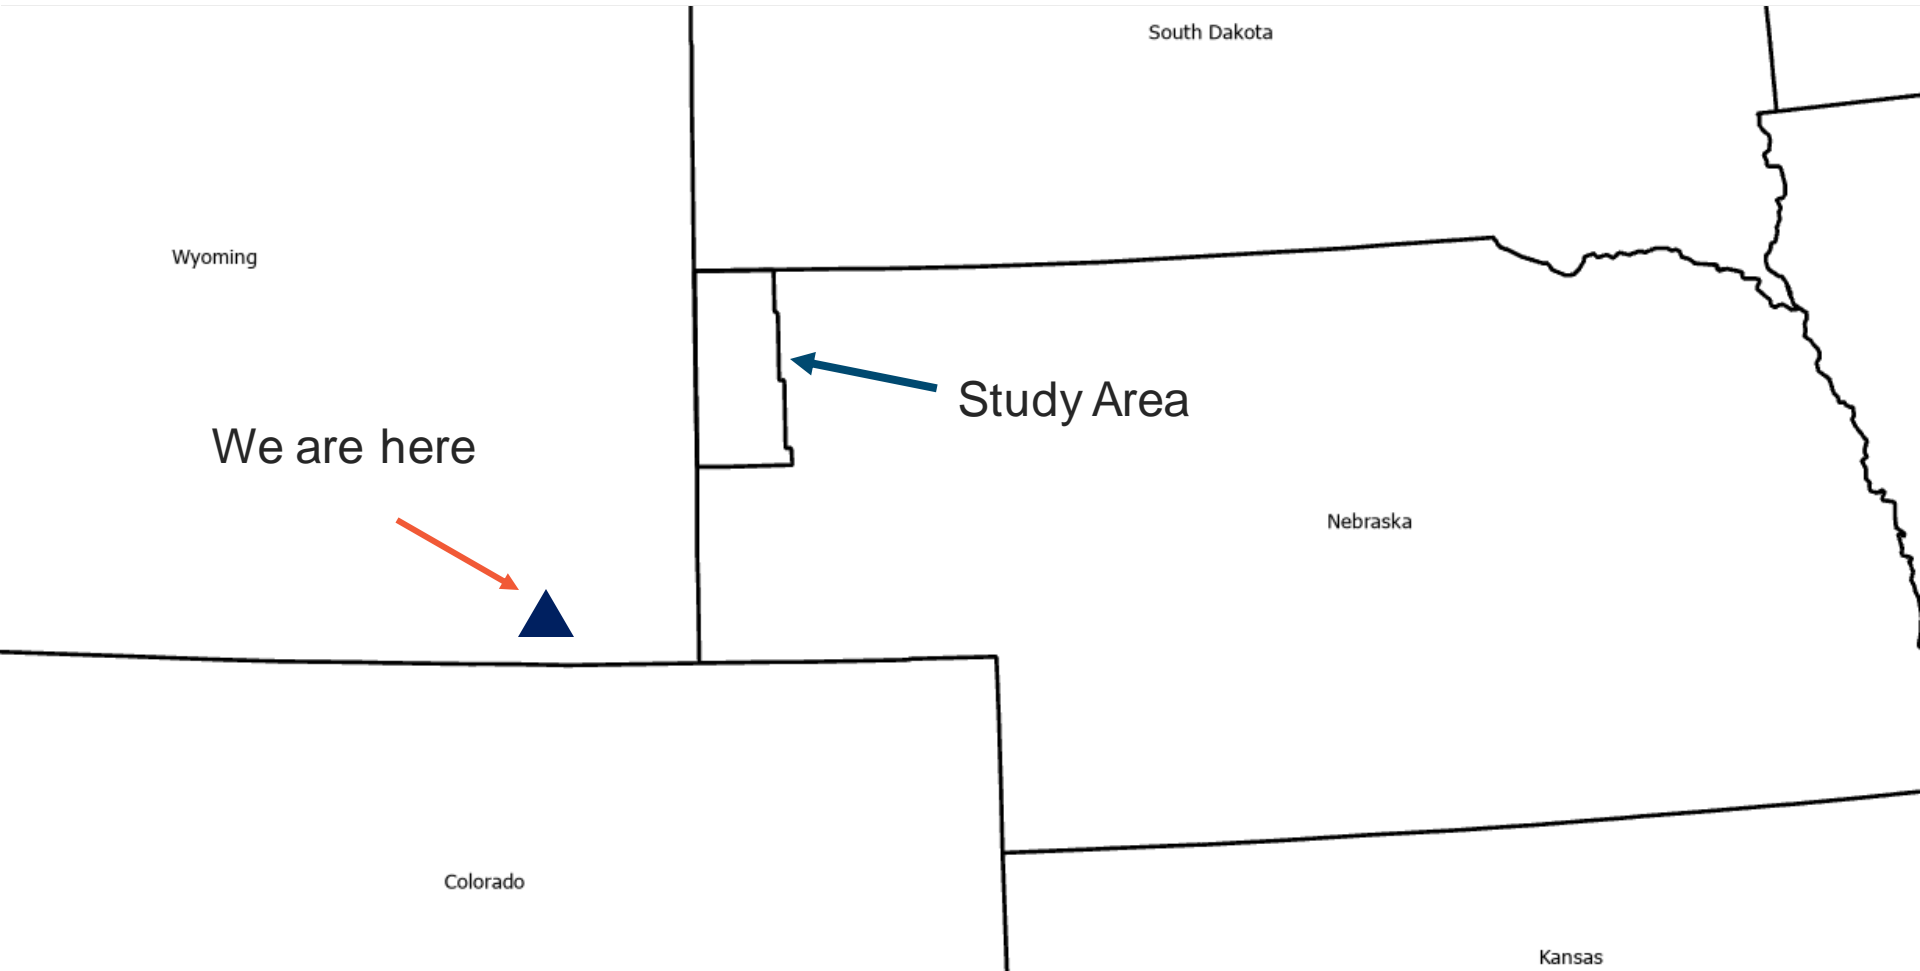 South Dakota
Wyoming
Study Area
We are here
Nebraska
Colorado
Kansas